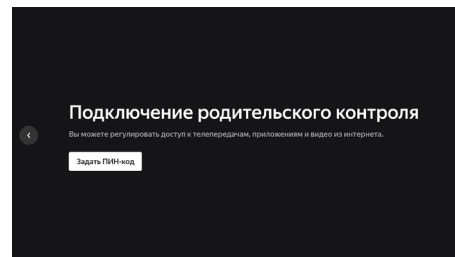 Подключение родительского контроля
Вы можете регулировать доступ к телепередачам, приложениям и видео из интернета.
Задать ПИН-код